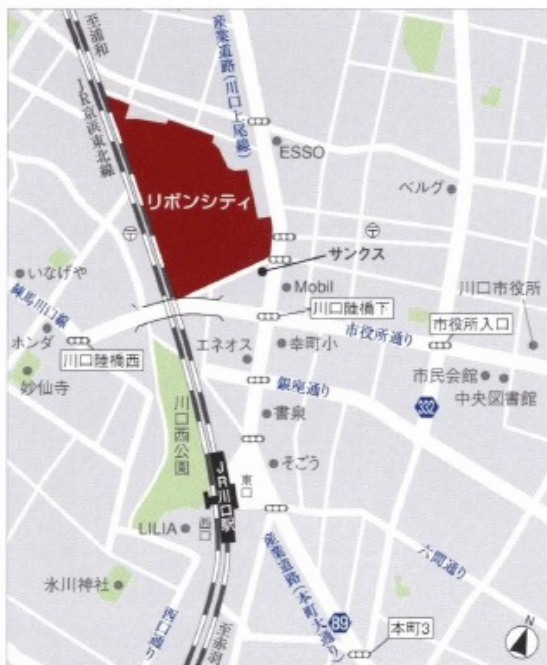 至浦和
JR京浜東北線
産業道路(川口上尾線)
ESSO
ベルグ
リボンシティ
〒
〒
サンクス
いなげや
Mobil
川口市役所
練馬川口線
川口陸橋下
市役所通り
市役所入口
ホンダ
エネオス
幸町小
川口陸橋西
妙仙寺
銀座通り
市民会館
中央図書館
332
川口西公園
書泉
そごう
東口
JR川口駅
LILIA
西口
六間通り
氷川神社
産業道路(本町大通り)
西口通り
至赤羽
89
本町3
N